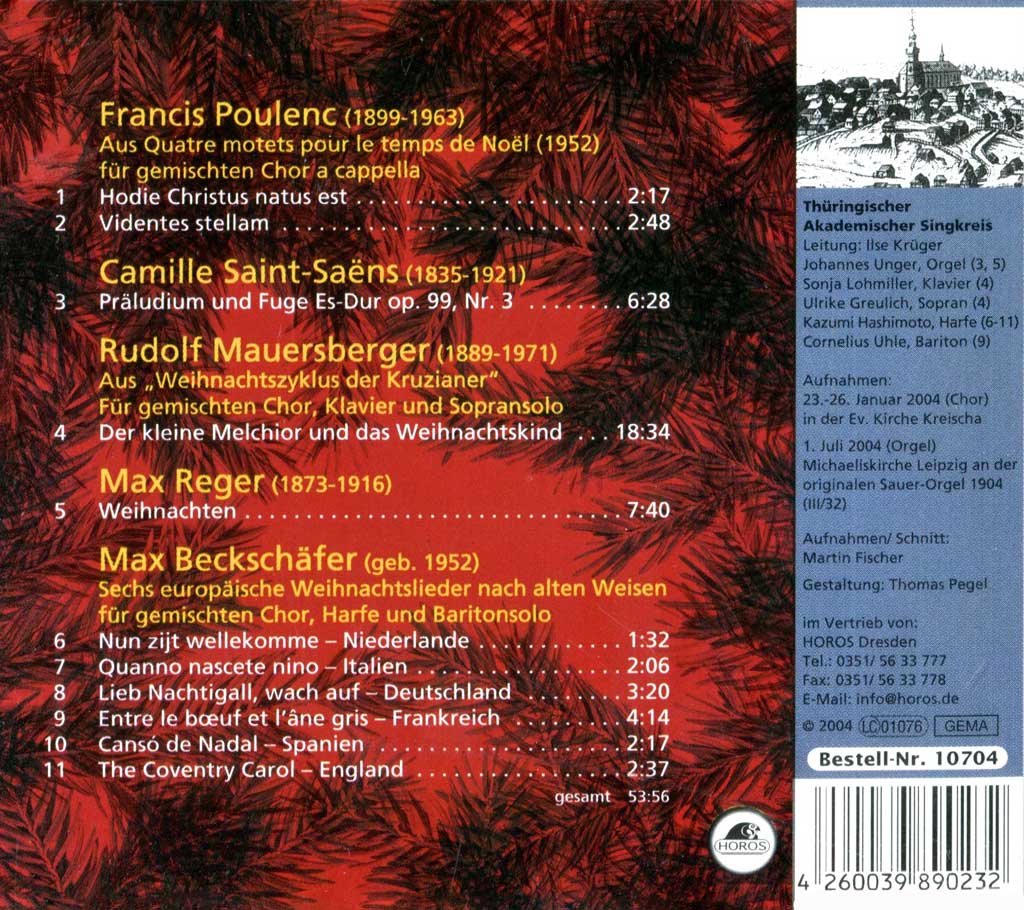 Francis Poulenc (1899-1963)
Aus Quatre motets pour le temps de Noël (1952)
für gemischten Chor a cappella
1 Hodie Christus natus est .......................... 2:17
2 Videntes stellam .................................. 2:48
Camille Saint-Saëns (1835-1921)
3 Präludium und Fuge Es-Dur op. 99, Nr. 3 ........... 6:28
Rudolf Mauersberger (1889-1971)
Aus „Weihnachtszyklus der Kruzianer“
Für gemischten Chor, Klavier und Sopransolo
4 Der kleine Melchior und das Weihnachtskind ... 18:34
Max Reger (1873-1916)
5 Weihnachten ....................................... 7:40
Max Beckschäfer (geb. 1952)
Sechs europäische Weihnachtslieder nach alten Weisen
für gemischten Chor, Harfe und Baritonsolo
6 Nun zijt wellekomme – Niederlande ............ 1:32
7 Quanno nascete nino – Italien .................. 2:06
8 Lieb Nachtigall, wach auf – Deutschland ........ 3:20
9 Entre le bœuf et l’âne gris – Frankreich ......... 4:14
10 Cansó de Nadal – Spanien ...................... 2:17
11 The Coventry Carol – England .................. 2:37
gesamt 53:56
HOROS
Thüringischer
Akademischer Singkreis
Leitung: Ilse Krüger
Johannes Unger, Orgel (3, 5)
Sonja Lohmiller, Klavier (4)
Ulrike Greulich, Sopran (4)
Kazumi Hashimoto, Harfe (6-11)
Cornelius Uhle, Bariton (9)
Aufnahmen:
23.-26. Januar 2004 (Chor)
in der Ev. Kirche Kreischa
1. Juli 2004 (Orgel)
Michaeliskirche Leipzig an der
originalen Sauer-Orgel 1904
(III/32)
Aufnahmen/ Schnitt:
Martin Fischer
Gestaltung: Thomas Pegel
im Vertrieb von:
HOROS Dresden
Tel.: 0351/ 56 33 777
Fax: 0351/ 56 33 778
E-Mail: info@horos.de
© 2004 LC 01076 GEMA
Bestell-Nr. 10704
4 260039 890232